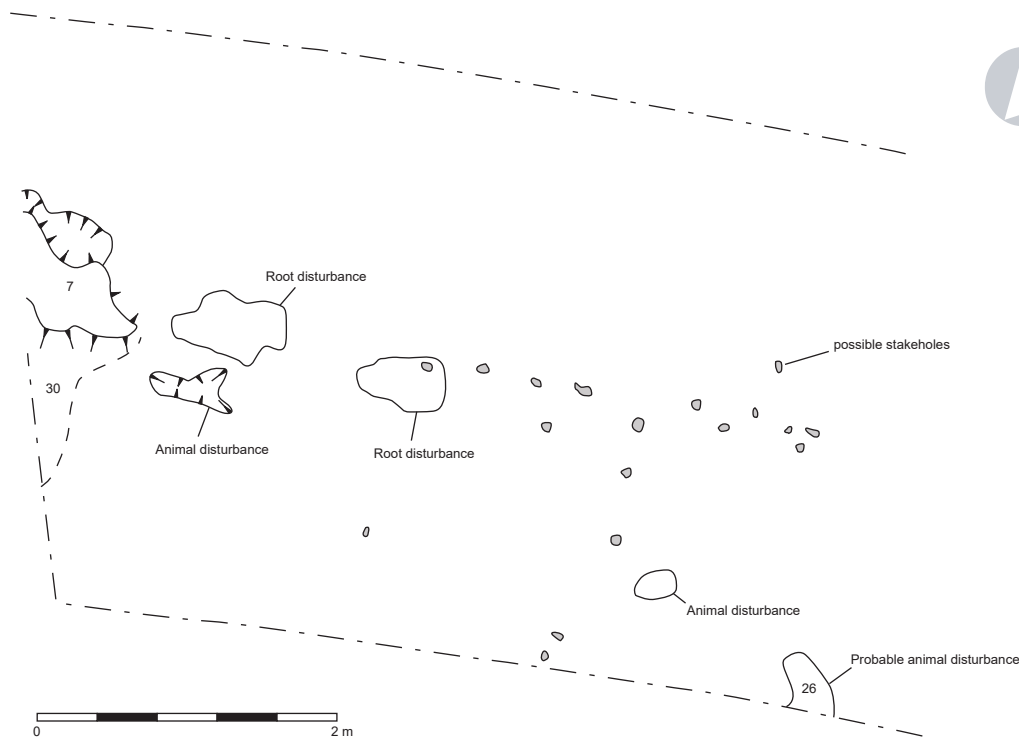 Root disturbance
7
possible stakeholes
30
Animal disturbance
Root disturbance
Animal disturbance
Probable animal disturbance
26
0
2 m